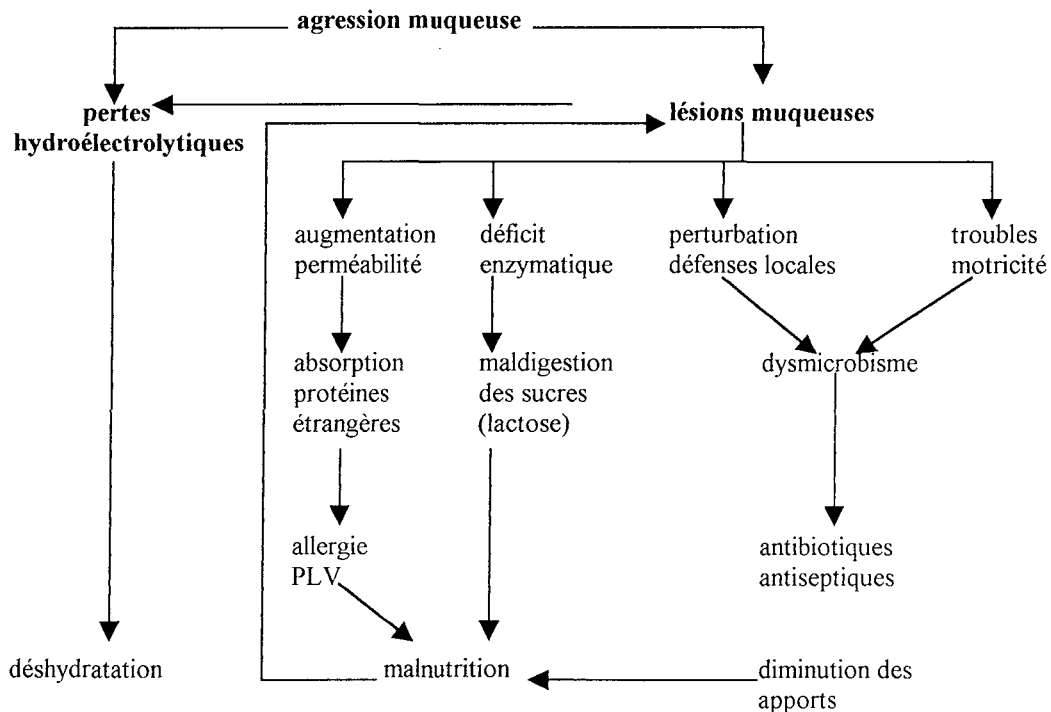 agression muqueuse
pertes
hydroélectrolytiques
lésions muqueuses
augmentation
perméabilité
déficit
enzymatique
perturbation
défenses locales
troubles
motricité
absorption
protéines
étrangères
maldigestion
des sucres
(lactose)
dysmicrobisme
allergie
PLV
antibiotiques
antiseptiques
déshydratation
malnutrition
diminution des
apports